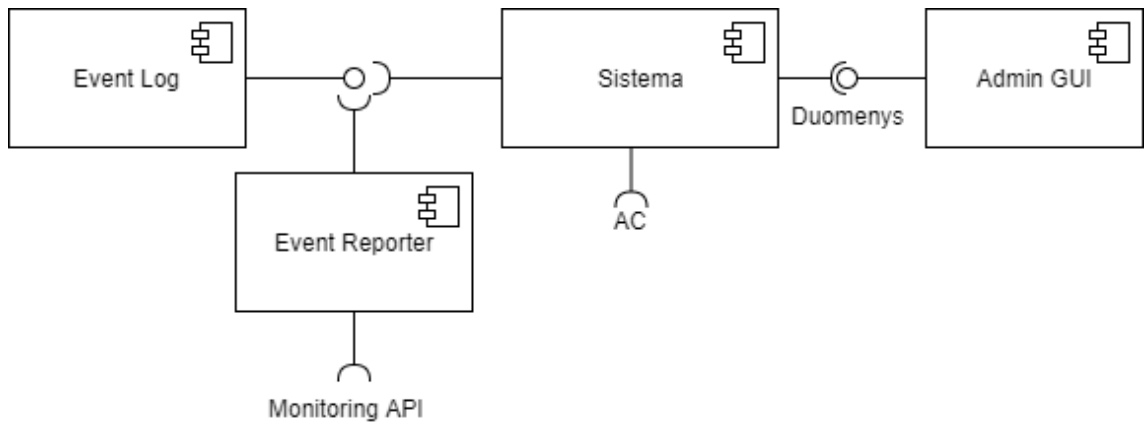 Event Log
Sistema
Admin GUI
Duomenys
AC
Event Reporter
Monitoring API